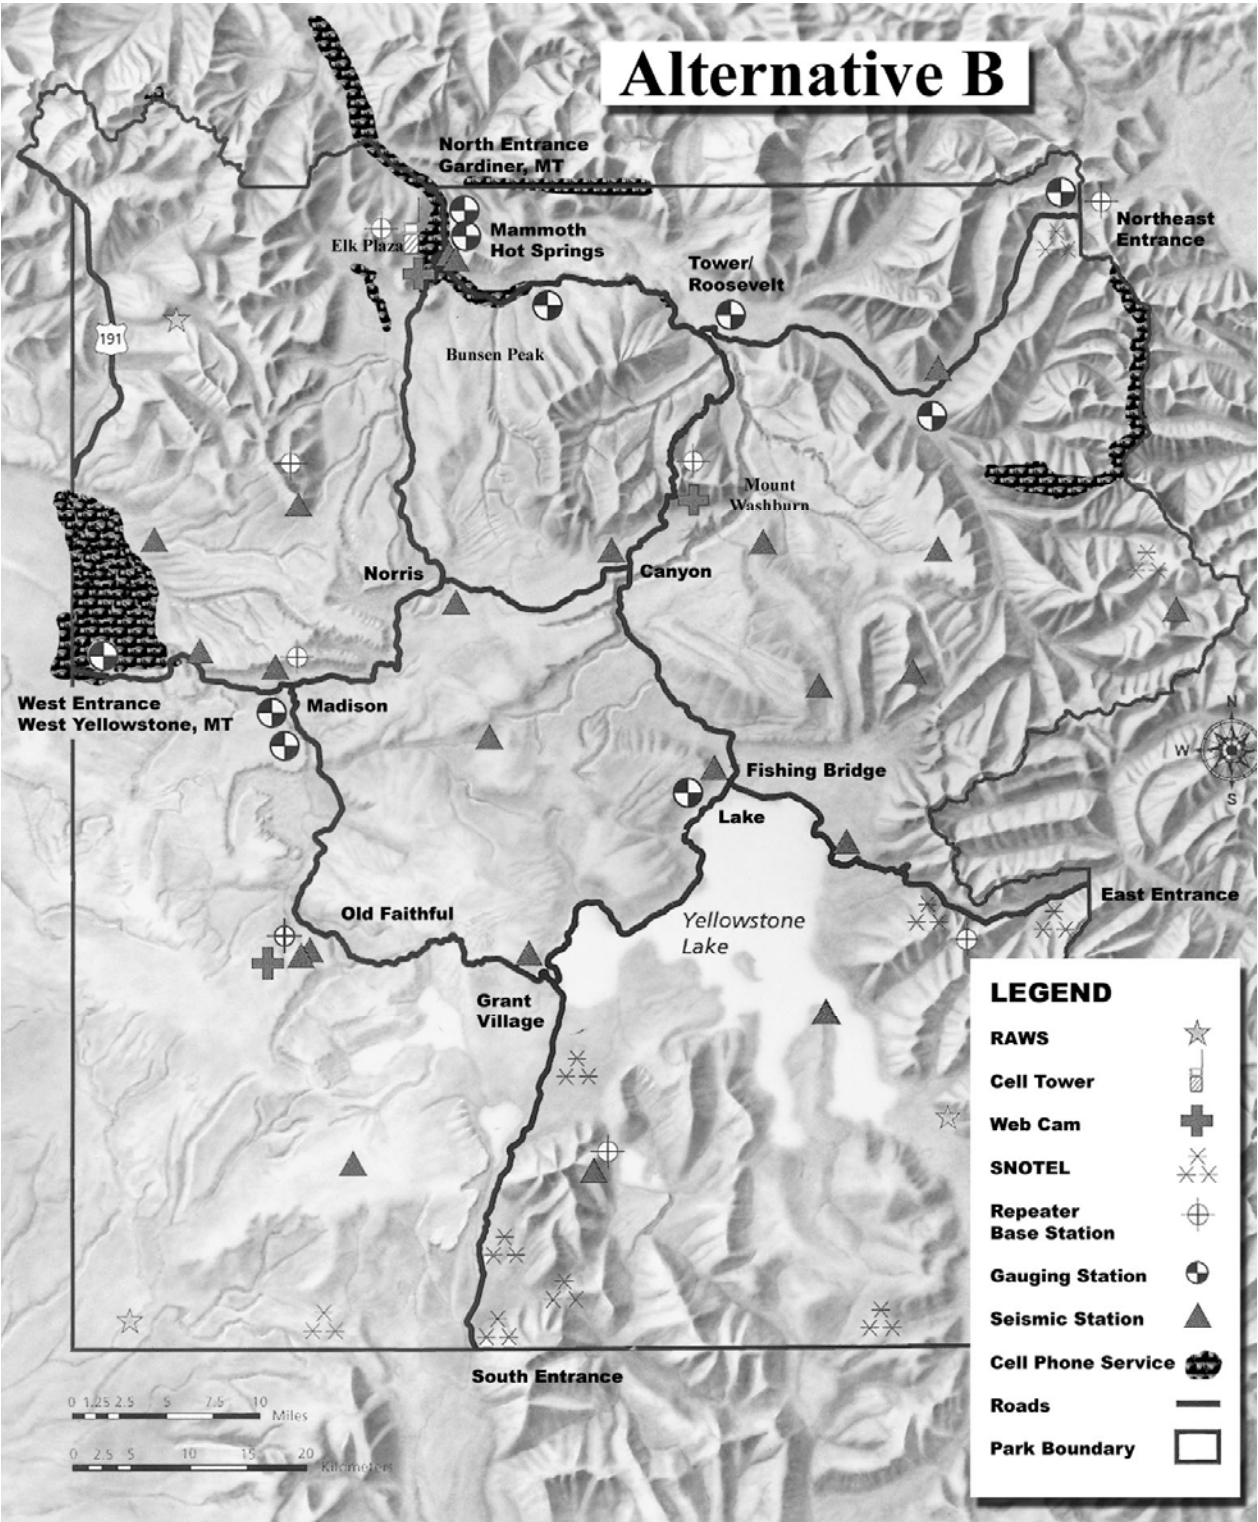 Alternative B
North Entrance
Gardiner, MT
Northeast
Entrance
Mammoth
Hot Springs
Elk Plaza
Tower/
Roosevelt
191
Bunsen Peak
Mount
Washburn
Norris
Canyon
West Entrance
West Yellowstone, MT
Madison
N
W
S
Fishing Bridge
Lake
East Entrance
Old Faithful
Yellowstone
Lake
Grant
Village
LEGEND
RAWS
Cell Tower
Web Cam
SNOTEL
Repeater
Base Station
Gauging Station
Seismic Station
Cell Phone Service
Roads
Park Boundary
South Entrance
0 1.25 2.5 5 7.5 10
Miles
0 2.5 5 10 15 20
Kilometers